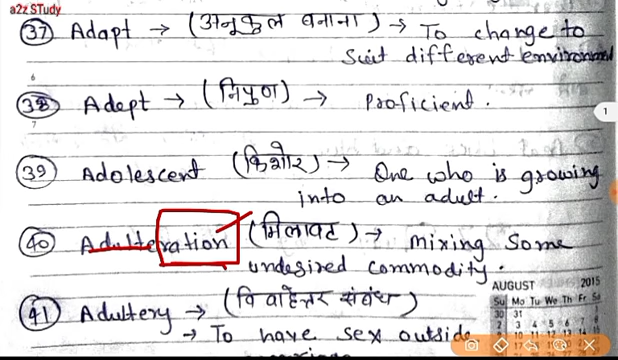 a2z STudy
37 Adapt → (अनुकूल बनाना) → To change to
suit different environment
38 Adept → (निपुण) → Proficient.
39 Adolescent (किशोर) → One who is growing
into an adult.
40 Adulteration (मिलावट) → mixing some
undesired commodity.
41 Adultery → (विवाहेत्तर संबंध)
→ To have sex outside
AUGUST 2015
Su Mo Tu We Th Fr Sa
30 31
1